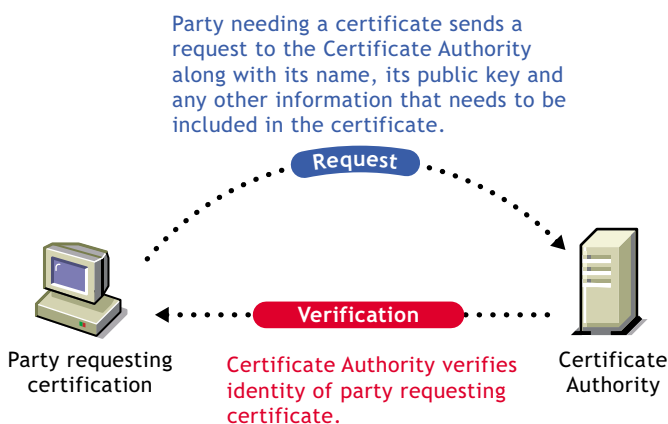 Party needing a certificate sends a
request to the Certificate Authority
along with its name, its public key and
any other information that needs to be
included in the certificate.
Request
Verification
Party requesting
certification
Certificate Authority verifies
identity of party requesting
certificate.
Certificate
Authority